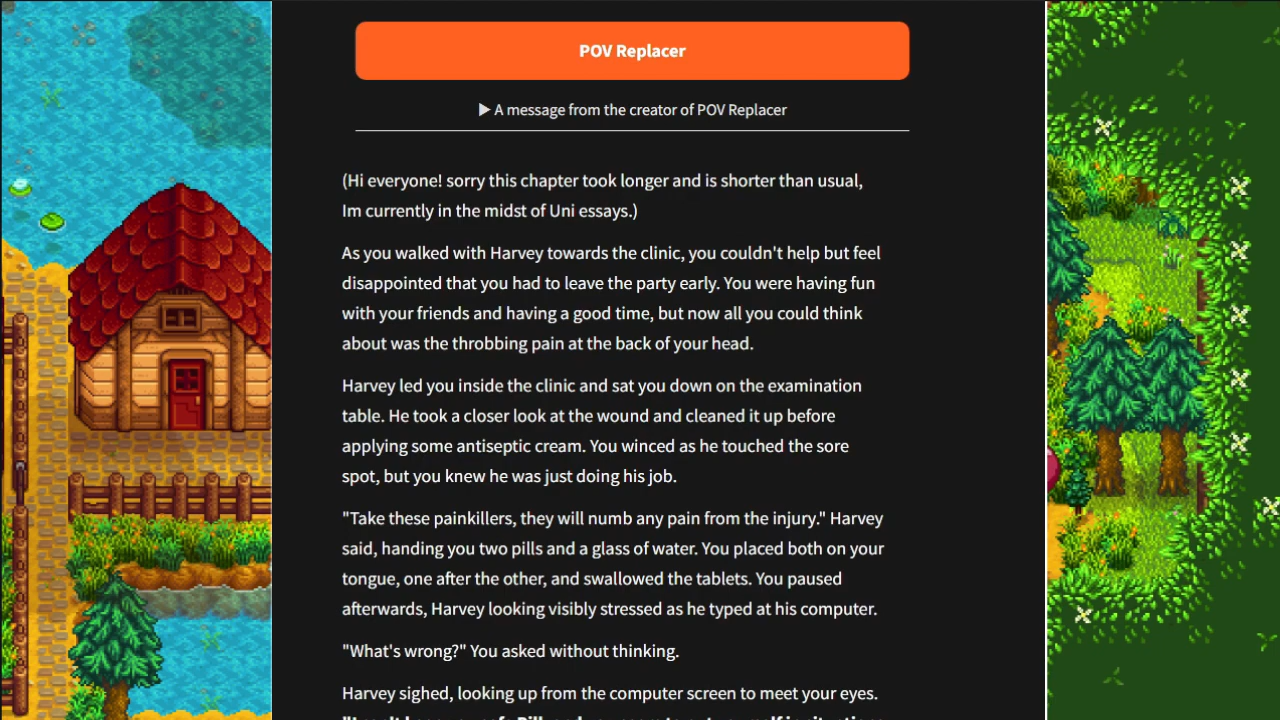 POV Replacer
▶ A message from the creator of POV Replacer
(Hi everyone! sorry this chapter took longer and is shorter than usual,
Im currently in the midst of Uni essays.)
As you walked with Harvey towards the clinic, you couldn't help but feel
disappointed that you had to leave the party early. You were having fun
with your friends and having a good time, but now all you could think
about was the throbbing pain at the back of your head.
Harvey led you inside the clinic and sat you down on the examination
table. He took a closer look at the wound and cleaned it up before
applying some antiseptic cream. You winced as he touched the sore
spot, but you knew he was just doing his job.
"Take these painkillers, they will numb any pain from the injury." Harvey
said, handing you two pills and a glass of water. You placed both on your
tongue, one after the other, and swallowed the tablets. You paused
afterwards, Harvey looking visibly stressed as he typed at his computer.
"What's wrong?" You asked without thinking.
Harvey sighed, looking up from the computer screen to meet your eyes.